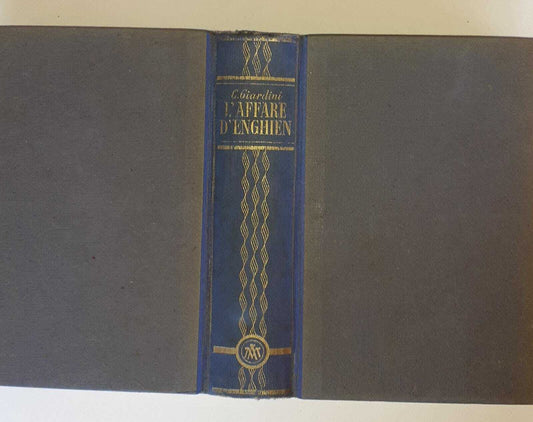 C. Giardini
L'AFFARE
D'ENGHIEN